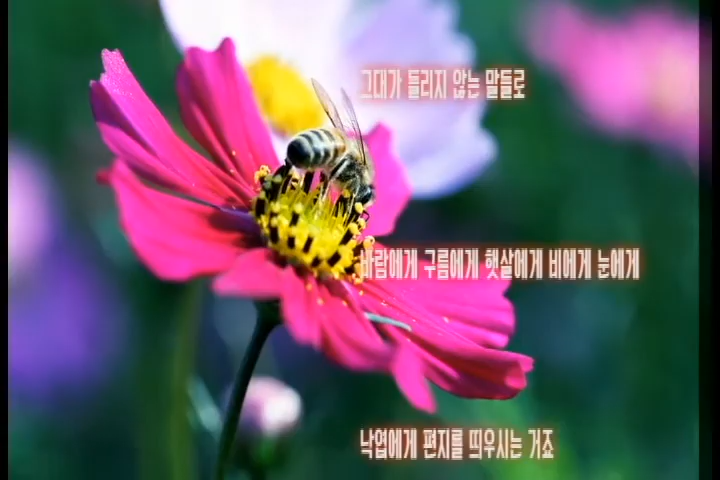 그대가 들리지 않는 말들로
바람에게 구름에게 햇살에게 비에게 눈에게
낙엽에게 편지를 띄우시는 거죠